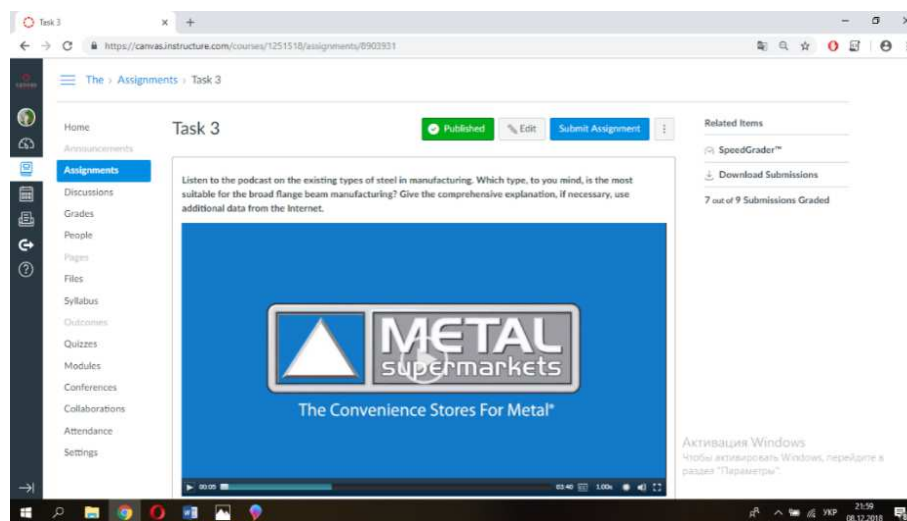 Task 3
https://canvas.instructure.com/courses/1251518/assignments/8903931
The › Assignments › Task 3
Home
Announcements
Assignments
Discussions
Grades
People
Pages
Files
Syllabus
Outcomes
Quizzes
Modules
Conferences
Collaborations
Attendance
Settings
Task 3
Published
Edit
Submit Assignment
Listen to the podcast on the existing types of steel in manufacturing. Which type, to you mind, is the most
suitable for the broad flange beam manufacturing? Give the comprehensive explanation, if necessary, use
additional data from the Internet.
METAL
supermarkets
The Convenience Stores For Metal®
00:05
03:40
1.00x
Related Items
SpeedGrader™
Download Submissions
7 out of 9 Submissions Graded
Активация Windows
Чтобы активировать Windows, перейдите в
раздел "Параметры".
УКР
21:59
08.12.2018